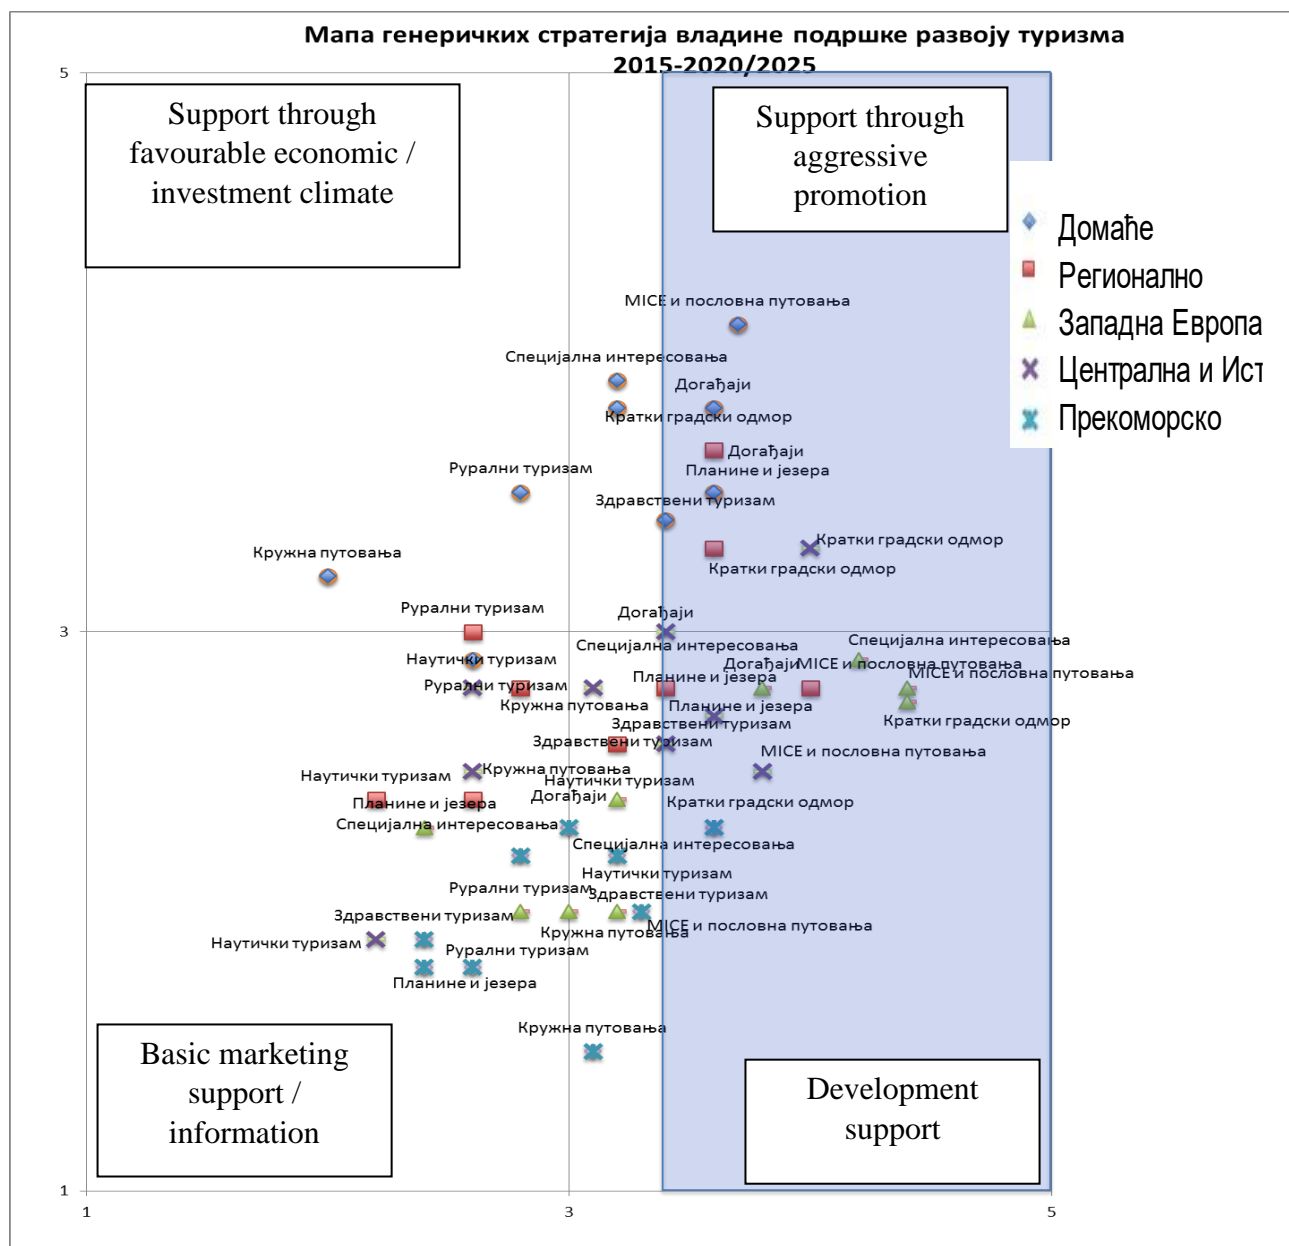 Мапа генеричких стратегија владине подршке развоју туризма
2015-2020/2025
5
Support through
favourable economic /
investment climate
Support through
aggressive
promotion
Домаће
Регионално
Западна Европа
Централна и Ист
Прекоморско
MICE и пословна путовања
Специјална интересовања
Догађаји
Кратки градски одмор
Догађаји
Рурални туризам
Планине и језера
Здравствени туризам
Кратки градски одмор
Кружна путовања
Кратки градски одмор
Рурални туризам
Догађаји
3
Специјална интересовања
Специјална интересовања
Наутички туризам
Догађаји
MICE и пословна путовања
MICE и пословна путовања
Планине и језера
Рурални туризам
Кружна путовања
Планине и језера
Кратки градски одмор
Здравствени туризам
Здравствени туризам
MICE и пословна путовања
Кружна путовања
Наутички туризам
Наутички туризам
Догађаји
Планине и језера
Кратки градски одмор
Специјална интересовања
Специјална интересовања
Наутички туризам
Рурални туризам
Здравствени туризам
Здравствени туризам
Кружна путовања
MICE и пословна путовања
Наутички туризам
Рурални туризам
Планине и језера
Кружна путовања
Basic marketing
support /
information
Development
support
1
1
3
5